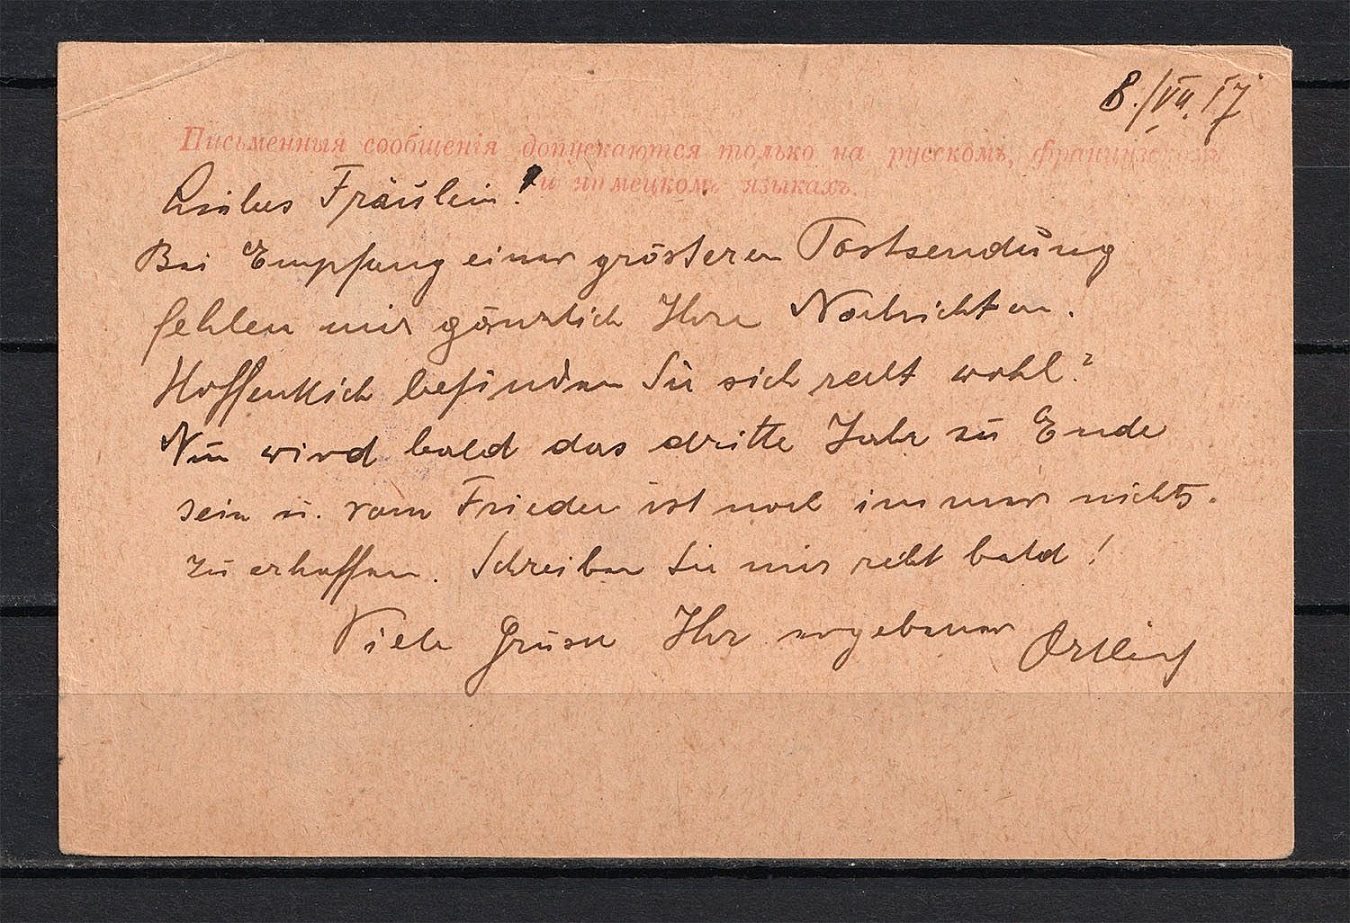 8./VII.17
Письменныя сообщенія допускаются только на русскомъ, французскомъ
и нѣмецкомъ языкахъ.
Liebes Fräulein!
Bei Empfang einer grösseren Postsendung
fehlen mir gänzlich Ihre Nachrichten.
Hoffentlich befinden Sie sich recht wohl?
Nun wird bald das dritte Jahr zu Ende
sein u. vom Frieden ist noch immer nichts.
zu erhoffen. Schreiben Sie mir recht bald!
Viele Grüsse Ihr ergebener